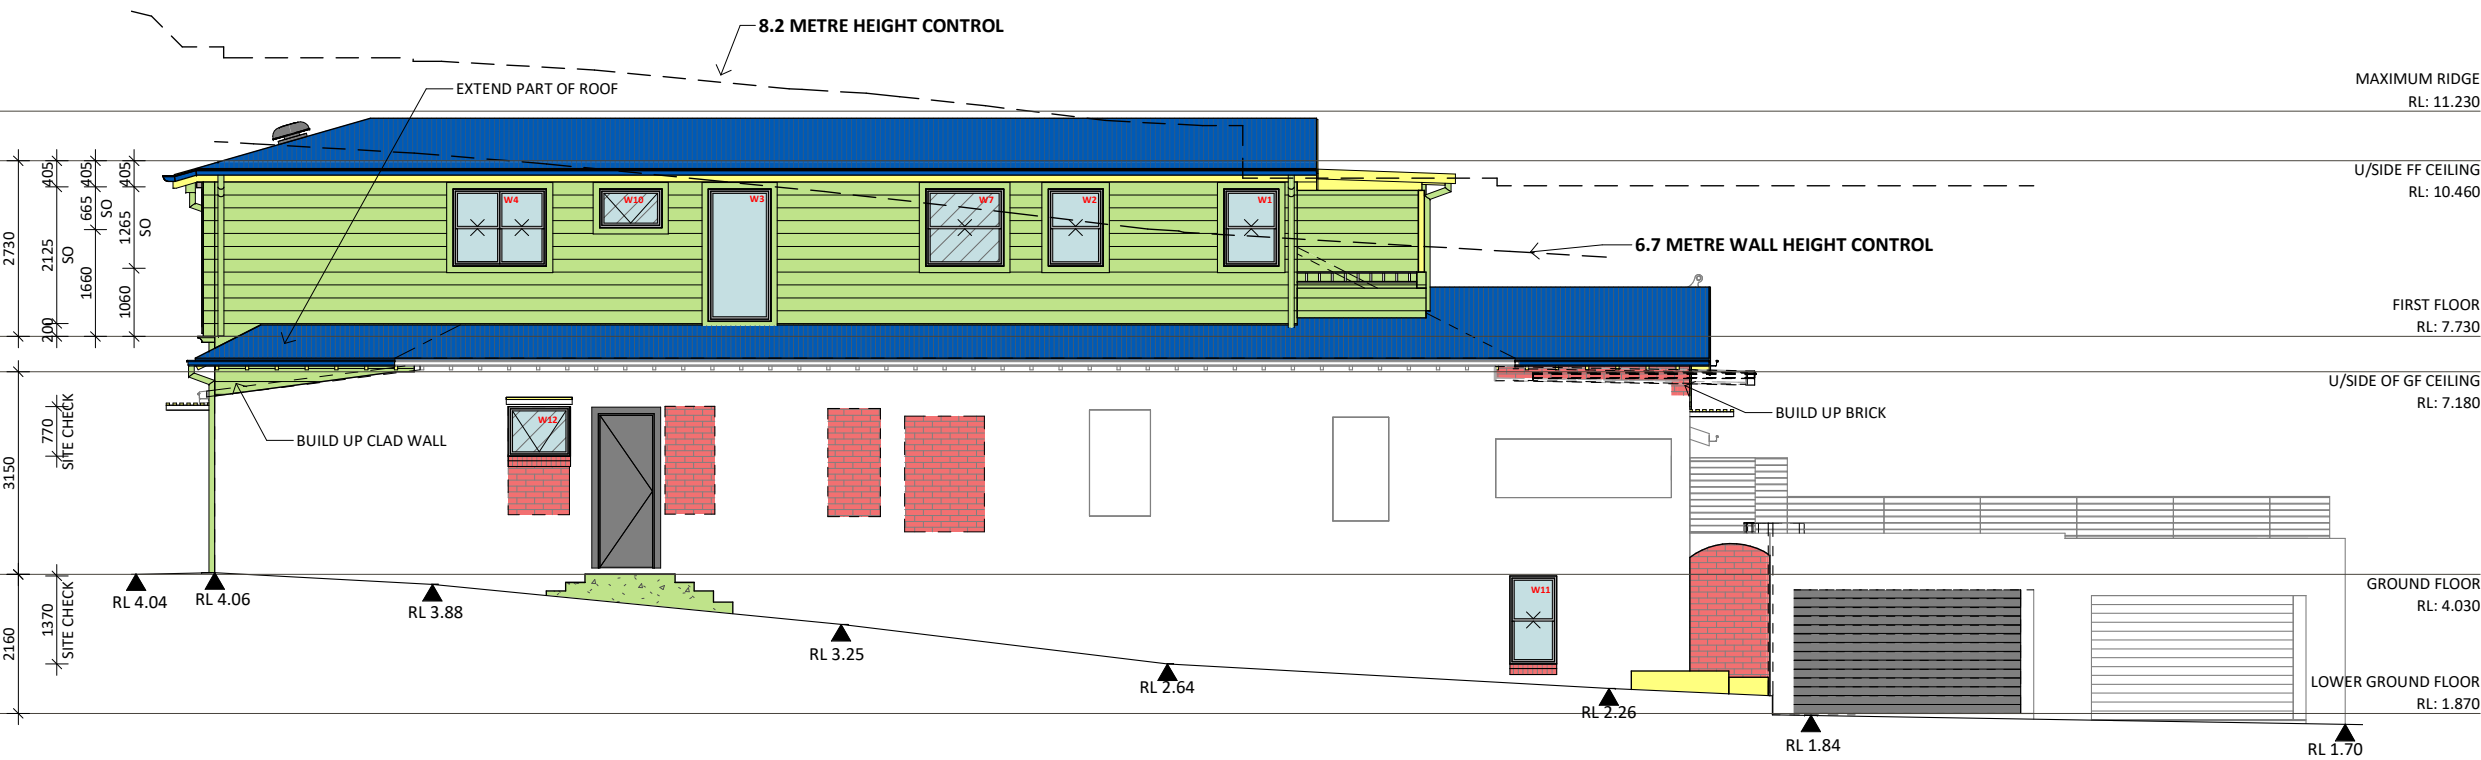 8.2 METRE HEIGHT CONTROL
EXTEND PART OF ROOF
MAXIMUM RIDGE
RL: 11.230
U/SIDE FF CEILING
RL: 10.460
405
405
405
2730
2125
SO
665
SO
1660
1265
SO
1060
200
W4
W10
W3
W7
W2
W1
6.7 METRE WALL HEIGHT CONTROL
FIRST FLOOR
RL: 7.730
U/SIDE OF GF CEILING
RL: 7.180
BUILD UP BRICK
BUILD UP CLAD WALL
W12
770
SITE CHECK
3150
GROUND FLOOR
RL: 4.030
W11
1370
SITE CHECK
2160
RL 4.04
RL 4.06
RL 3.88
RL 3.25
RL 2.64
RL 2.26
LOWER GROUND FLOOR
RL: 1.870
RL 1.84
RL 1.70